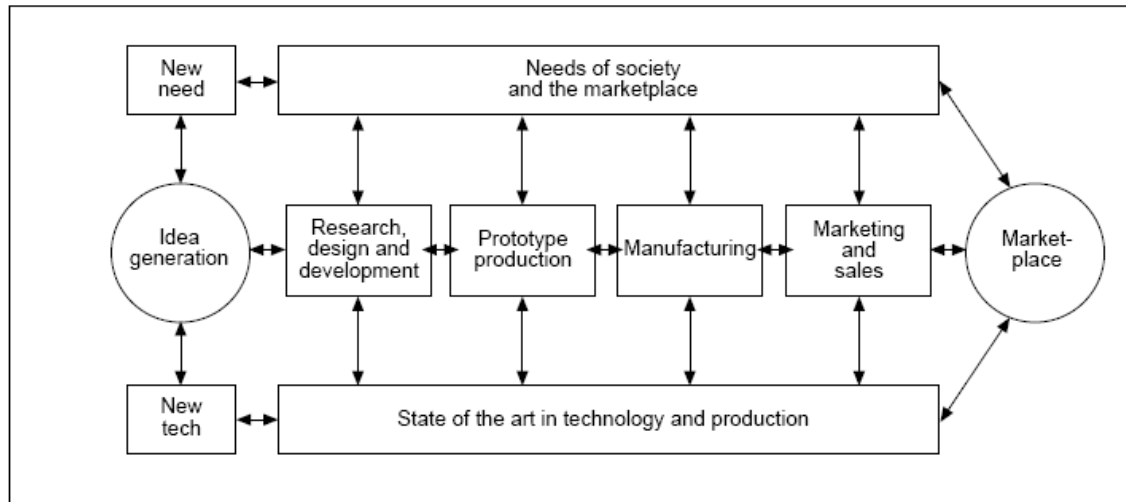 New
need
Needs of society
and the marketplace
Idea
generation
Research,
design and
development
Prototype
production
Manufacturing
Marketing
and
sales
Market-
place
New
tech
State of the art in technology and production